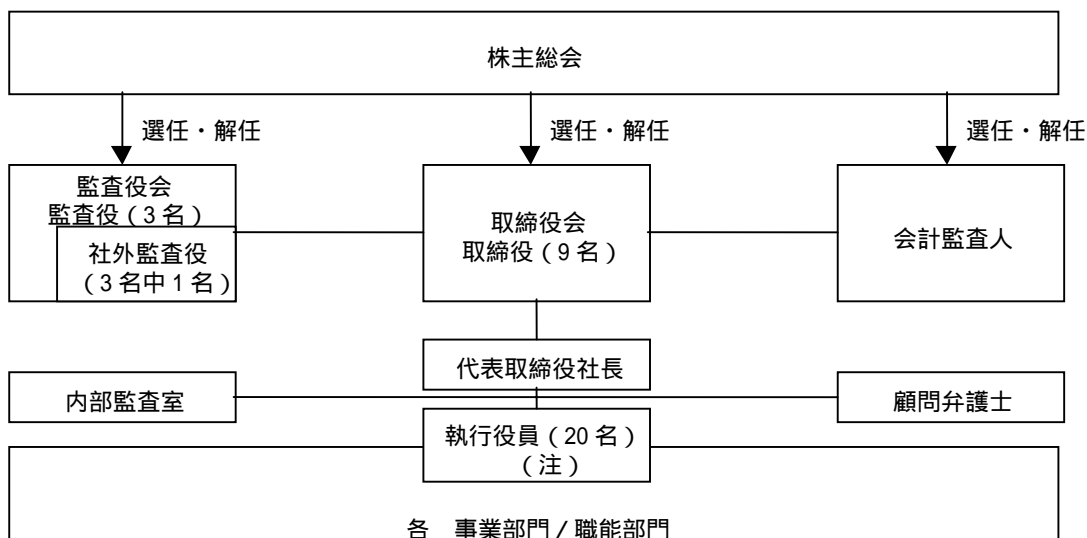 株主総会
選任・解任
選任・解任
選任・解任
監査役会
監査役（3名）
社外監査役
（3名中1名）
取締役会
取締役（9名）
会計監査人
代表取締役社長
内部監査室
顧問弁護士
執行役員（20名）
（注）
各　事業部門／職能部門